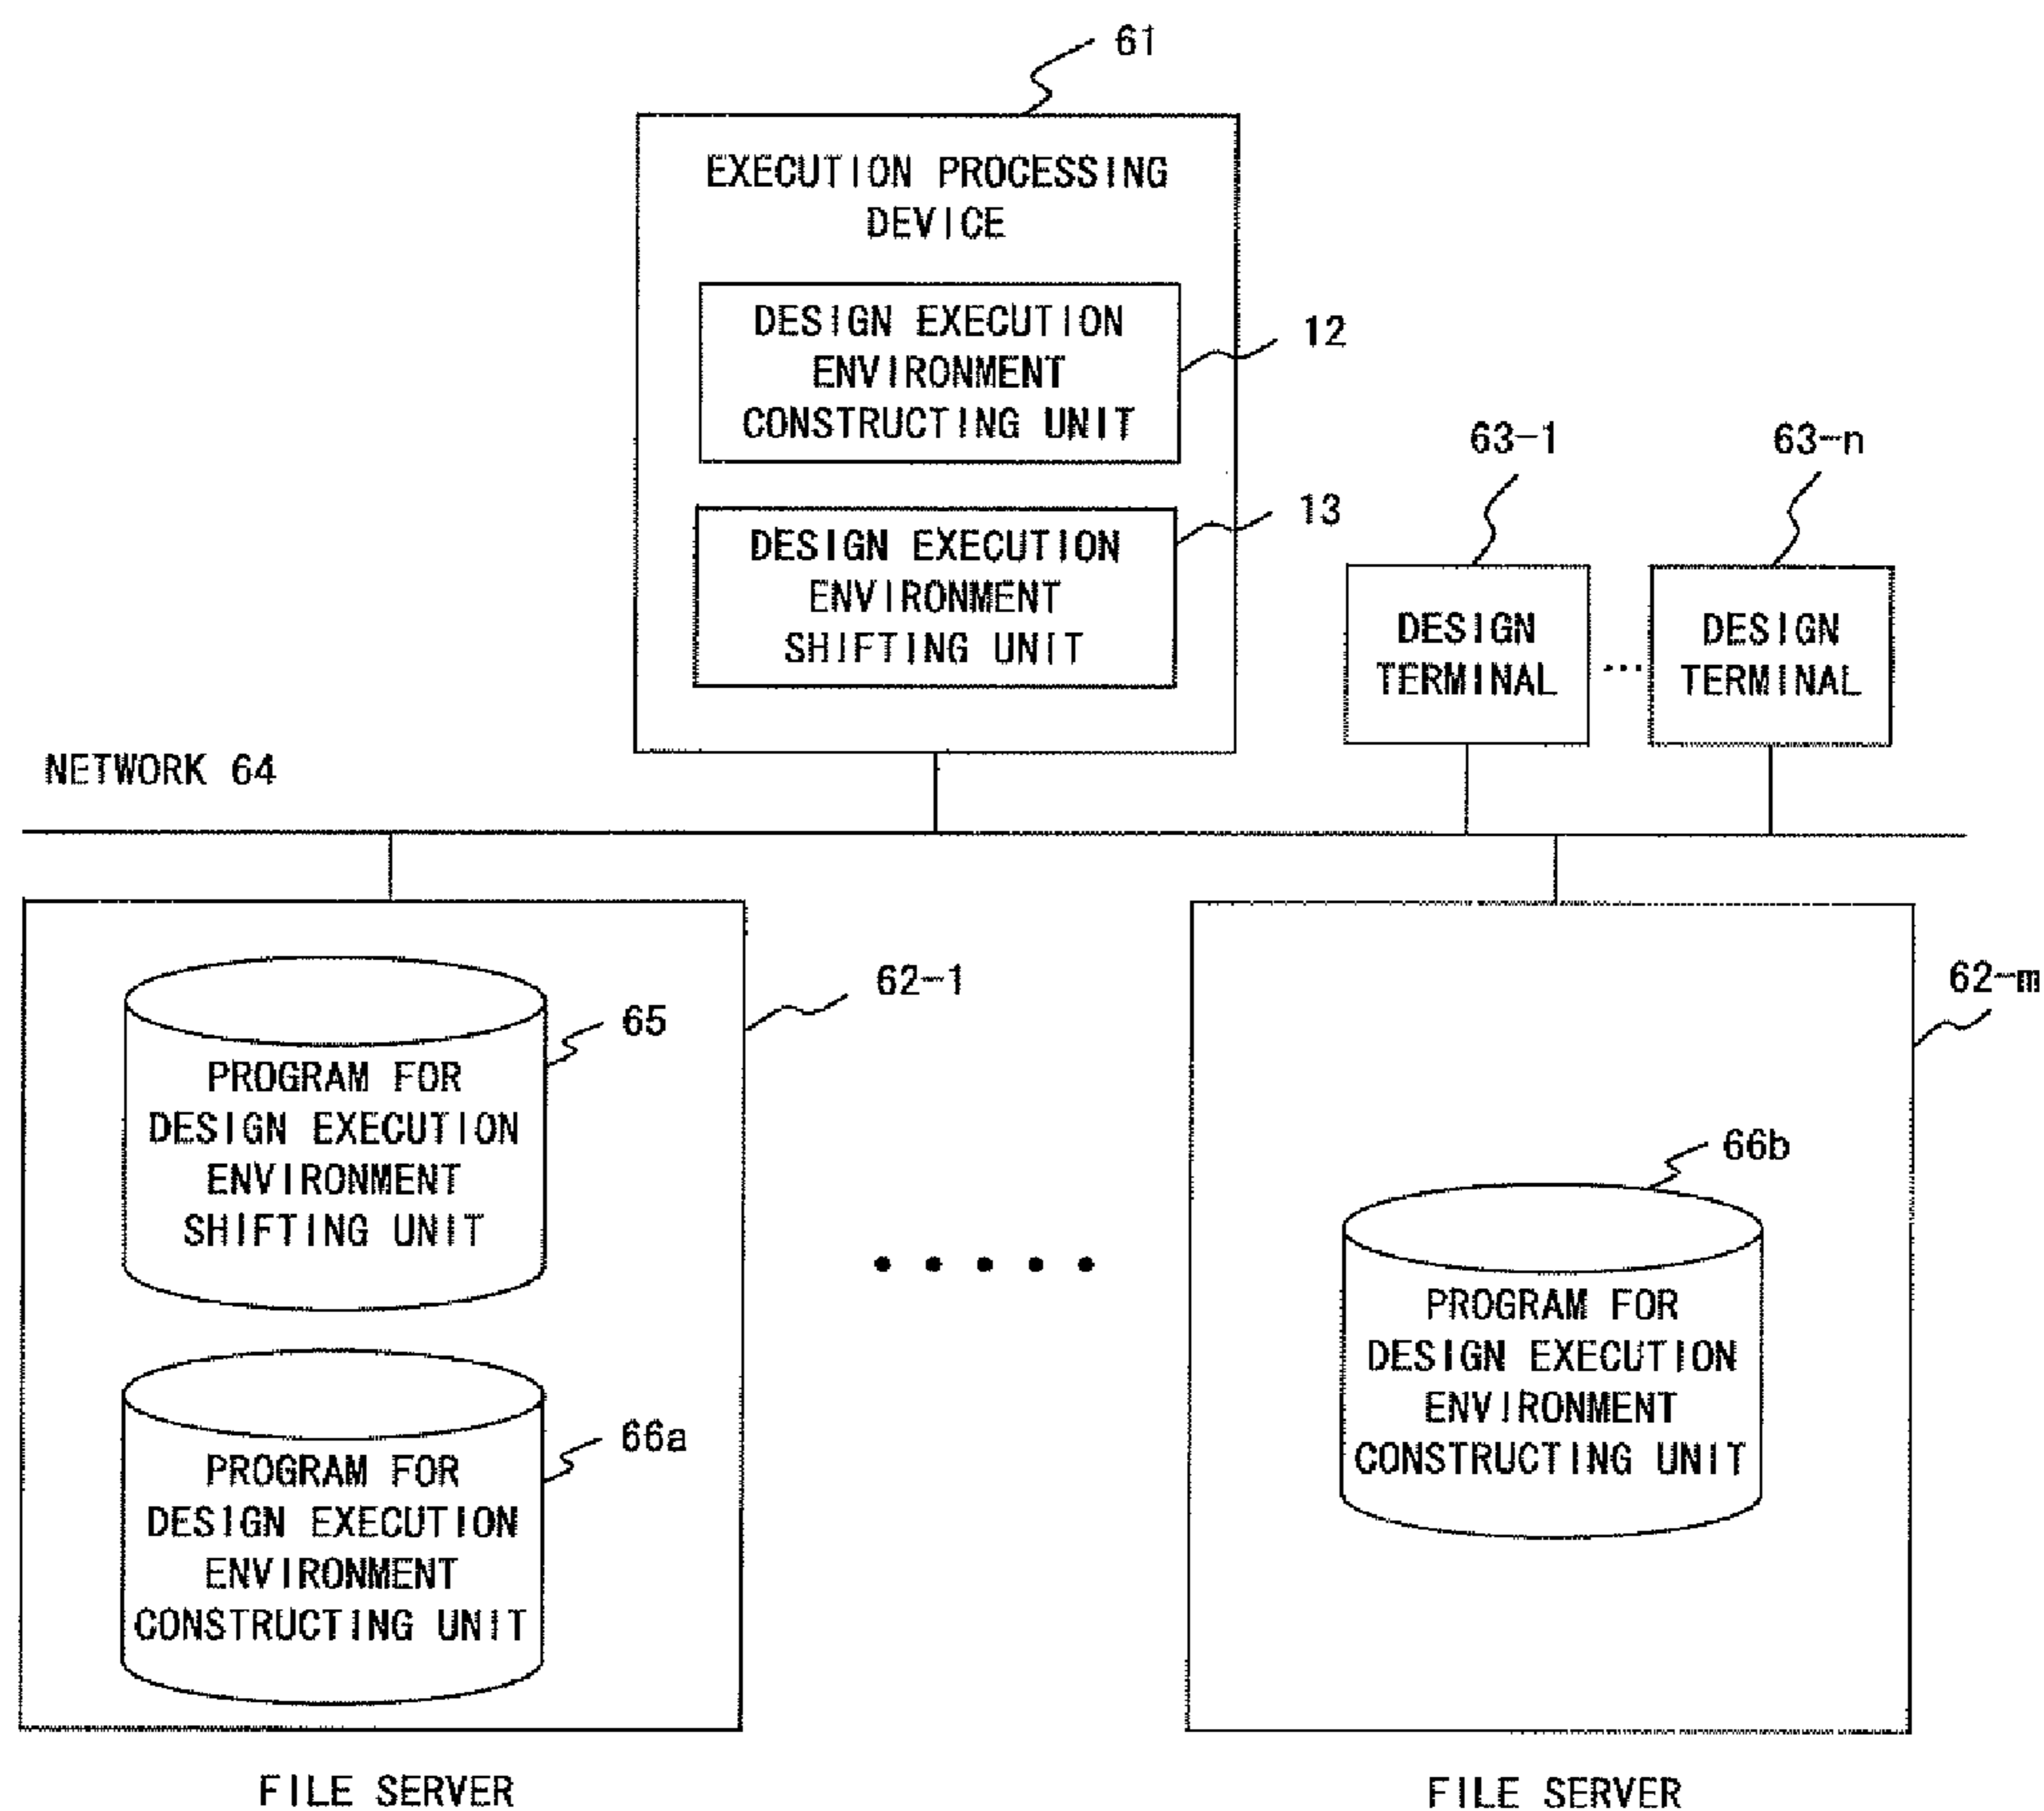 61
EXECUTION PROCESSING
DEVICE
DESIGN EXECUTION
ENVIRONMENT
CONSTRUCTING UNIT
12
DESIGN EXECUTION
ENVIRONMENT
SHIFTING UNIT
13
63-1
63-n
DESIGN
TERMINAL
...
DESIGN
TERMINAL
NETWORK 64
62-1
65
PROGRAM FOR
DESIGN EXECUTION
ENVIRONMENT
SHIFTING UNIT
66a
PROGRAM FOR
DESIGN EXECUTION
ENVIRONMENT
CONSTRUCTING UNIT
FILE SERVER
62-m
66b
PROGRAM FOR
DESIGN EXECUTION
ENVIRONMENT
CONSTRUCTING UNIT
FILE SERVER